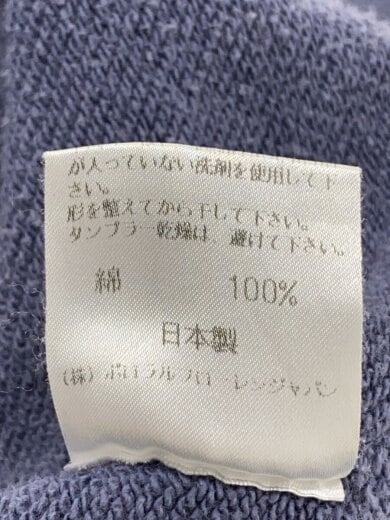 が入っていない洗剤を使用して下
さい。
形を整えてから干して下さい。
タンブラー乾燥は、避けて下さい。
綿 100%
日本製
(株) ポロラルフローレンジャパン